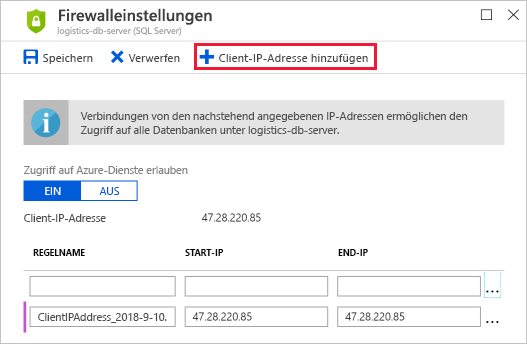 Firewalleinstellungen
logistics-db-server (SQL Server)
Speichern Verwerfen Client-IP-Adresse hinzufügen
Verbindungen von den nachstehend angegebenen IP-Adressen ermöglichen den
Zugriff auf alle Datenbanken unter logistics-db-server.
Zugriff auf Azure-Dienste erlauben
EIN AUS
Client-IP-Adresse 47.28.220.85
REGELNAME START-IP END-IP
...
ClientIPAddress_2018-9-10. 47.28.220.85 47.28.220.85 ...